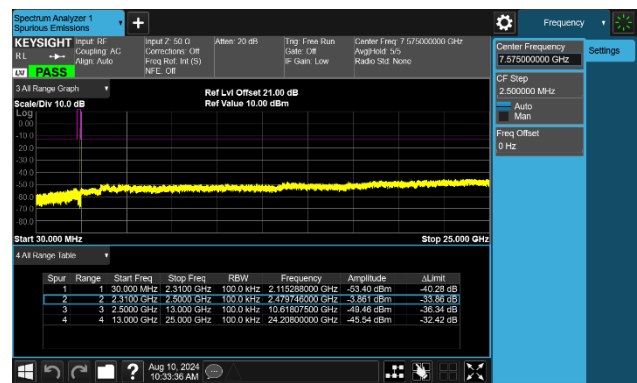 Spectrum Analyzer 1
Spurious Emissions
Frequency
KEYSIGHT
RL
Input: RF
Coupling: AC
Align: Auto
Input Z: 50 Ω
Corrections: Off
Freq Ref: Int (S)
NFE: Off
Atten: 20 dB
Trig: Free Run
Gate: Off
IF Gain: Low
Center Freq: 7.575000000 GHz
Avg|Hold: 5/5
Radio Std: None
LV PASS
Center Frequency
7.575000000 GHz
Settings
CF Step
2.500000 MHz
Auto
Man
Freq Offset
0 Hz
3 All Range Graph
Scale/Div 10.0 dB
Ref Lvl Offset 21.00 dB
Ref Value 10.00 dBm
Log
0.00
-10.0
-20.0
-30.0
-40.0
-50.0
-60.0
-70.0
-80.0
Start 30.000 MHz
Stop 25.000 GHz
4 All Range Table
Spur Range Start Freq Stop Freq RBW Frequency Amplitude ΔLimit
1 1 30.000 MHz 2.3100 GHz 100.0 kHz 2.115288000 GHz -53.40 dBm -40.28 dB
2 2 2.3100 GHz 2.5000 GHz 100.0 kHz 2.479746000 GHz -3.861 dBm -33.86 dB
3 3 2.5000 GHz 13.000 GHz 100.0 kHz 10.61807500 GHz -49.46 dBm -36.34 dB
4 4 13.000 GHz 25.000 GHz 100.0 kHz 24.20800000 GHz -45.54 dBm -32.42 dB
Aug 10, 2024
10:33:36 AM